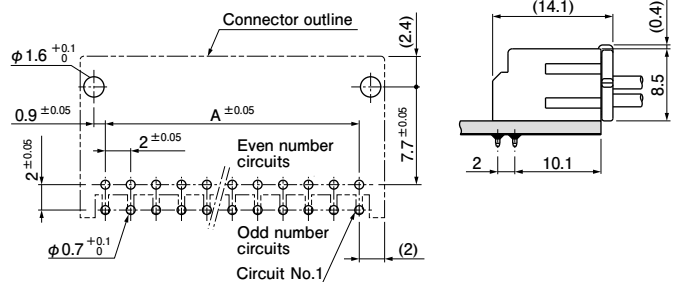 Connector outline
(2.4)
φ1.6 +0.1 0
0.9 ±0.05
A ±0.05
2 ±0.05
2 ±0.05
7.7 ±0.05
Even number
circuits
Odd number
circuits
φ0.7 +0.1 0
Circuit No.1
(2)
(14.1)
(0.4)
8.5
2
10.1